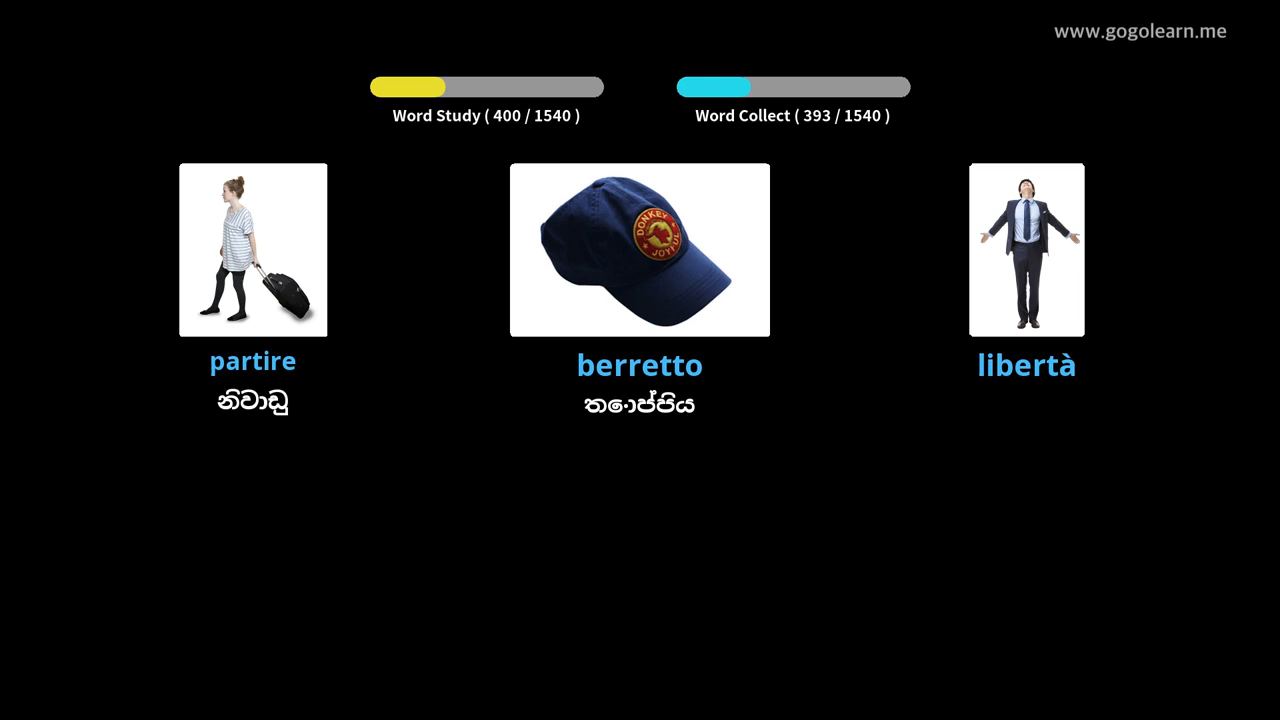 www.gogolearn.me
Word Study ( 400 / 1540 )
Word Collect ( 393 / 1540 )
DONKEY
JOYFUL
partire
berretto
libertà
නිවාඩු
තොප්පිය